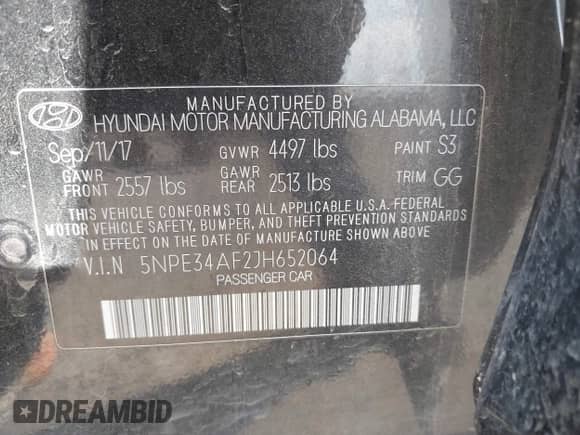 MANUFACTURED BY
HYUNDAI MOTOR MANUFACTURING ALABAMA, LLC
Sep/11/17 GVWR 4497 lbs PAINT S3
GAWR FRONT 2557 lbs GAWR REAR 2513 lbs TRIM GG
THIS VEHICLE CONFORMS TO ALL APPLICABLE U.S.A. FEDERAL
MOTOR VEHICLE SAFETY, BUMPER, AND THEFT PREVENTION STANDARDS
IN EFFECT ON THE DATE OF MANUFACTURE SHOWN ABOVE
V.I.N 5NPE34AF2JH652064
PASSENGER CAR
DREAMBID